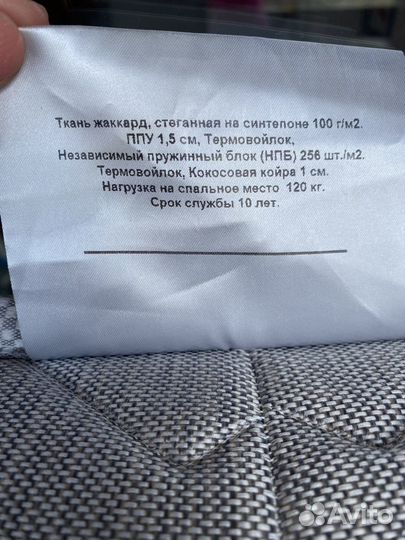 Ткань жаккард, стеганная на синтепоне 100 г/м2.
ППУ 1,5 см, Термовойлок,
Независимый пружинный блок (НПБ) 256 шт./м2.
Термовойлок, Кокосовая койра 1 см.
Нагрузка на спальное место 120 кг.
Срок службы 10 лет.
Avito